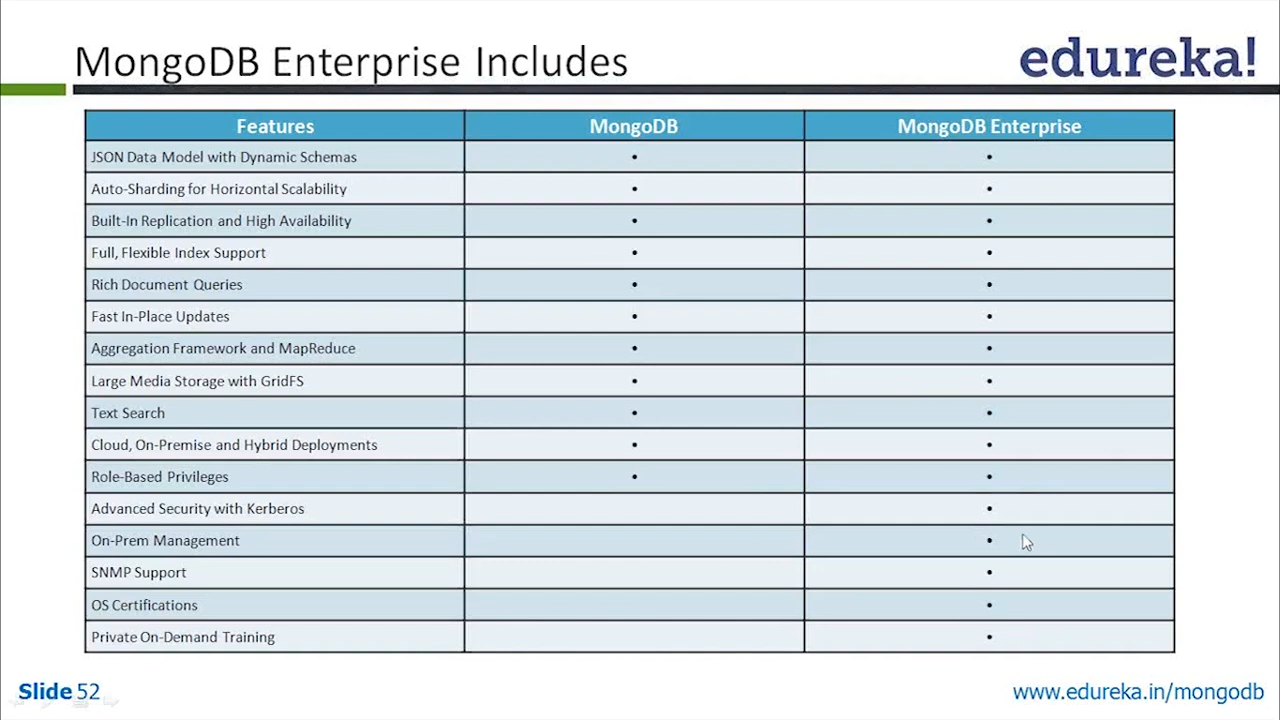 MongoDB Enterprise Includes
edureka!
Features MongoDB MongoDB Enterprise
JSON Data Model with Dynamic Schemas • •
Auto-Sharding for Horizontal Scalability • •
Built-In Replication and High Availability • •
Full, Flexible Index Support • •
Rich Document Queries • •
Fast In-Place Updates • •
Aggregation Framework and MapReduce • •
Large Media Storage with GridFS • •
Text Search • •
Cloud, On-Premise and Hybrid Deployments • •
Role-Based Privileges • •
Advanced Security with Kerberos •
On-Prem Management •
SNMP Support •
OS Certifications •
Private On-Demand Training •
Slide 52
www.edureka.in/mongodb